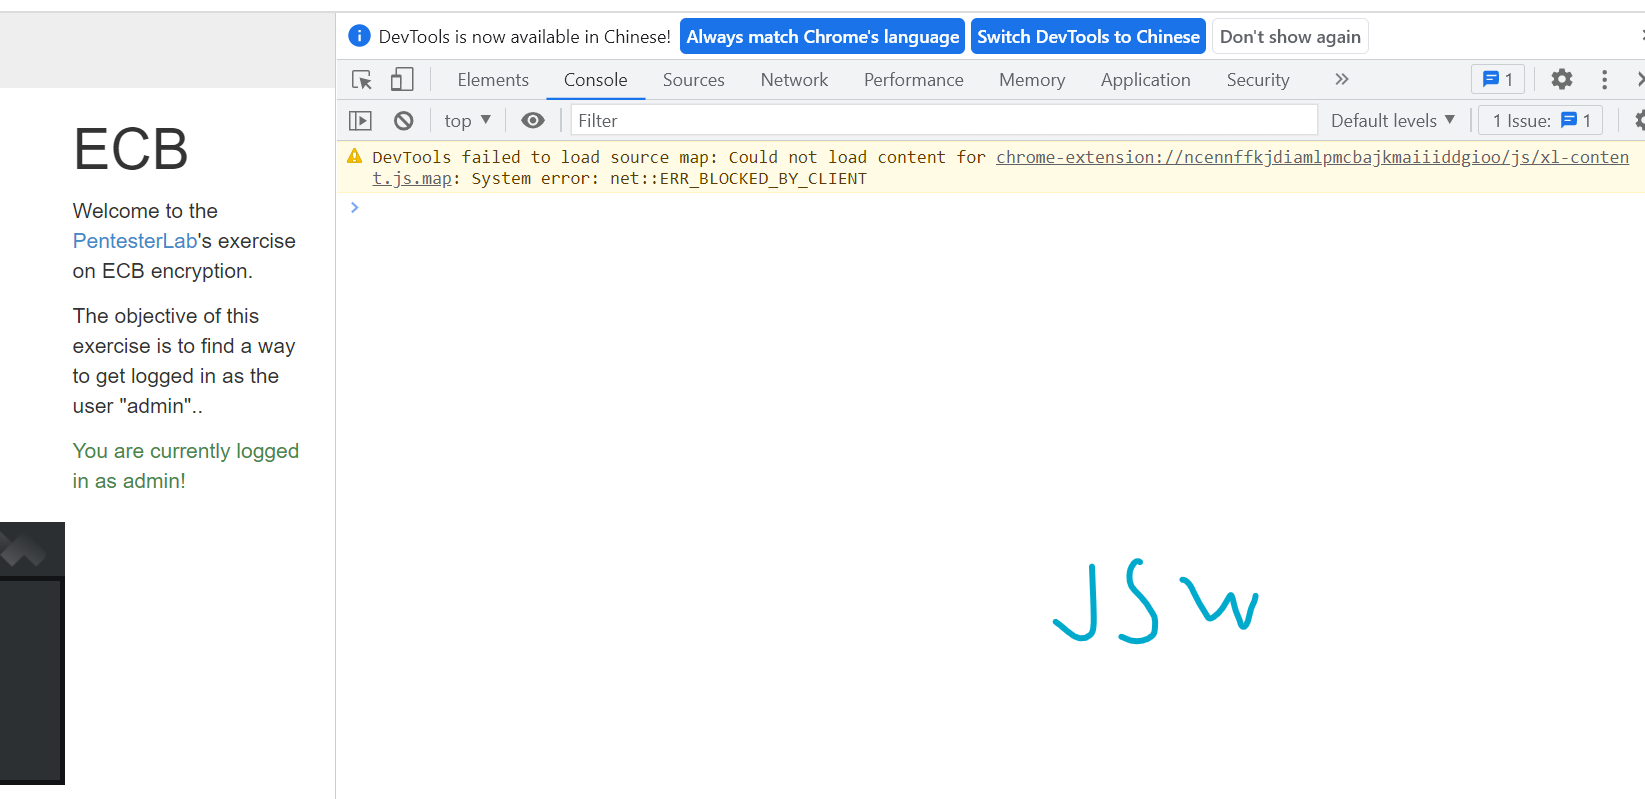 DevTools is now available in Chinese! Always match Chrome's language Switch DevTools to Chinese Don't show again
Elements Console Sources Network Performance Memory Application Security » 1
top ▼ Filter Default levels ▼ 1 Issue: 1
DevTools failed to load source map: Could not load content for chrome-extension://ncennffkjdiamlpmcbajkmaiiiddgioo/js/xl-conten
t.js.map: System error: net::ERR_BLOCKED_BY_CLIENT
ECB
Welcome to the
PentesterLab's exercise
on ECB encryption.
The objective of this
exercise is to find a way
to get logged in as the
user "admin"..
You are currently logged
in as admin!
JSW